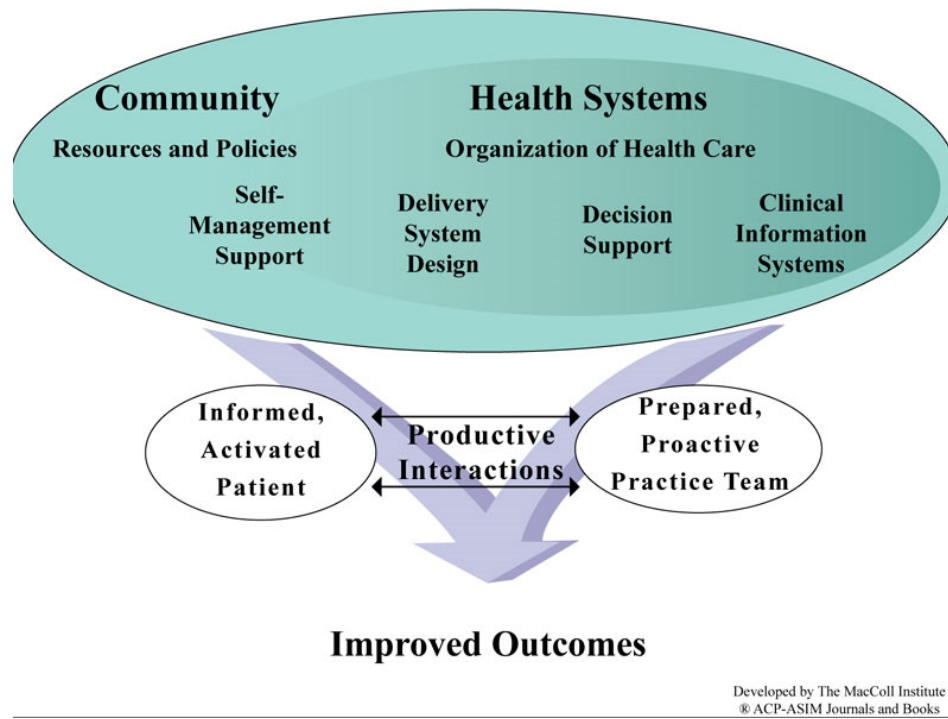 Community
Resources and Policies
Health Systems
Organization of Health Care
Self-
Management
Support
Delivery
System
Design
Decision
Support
Clinical
Information
Systems
Informed,
Activated
Patient
Productive
Interactions
Prepared,
Proactive
Practice Team
Improved Outcomes
Developed by The MacColl Institute
® ACP-ASIM Journals and Books